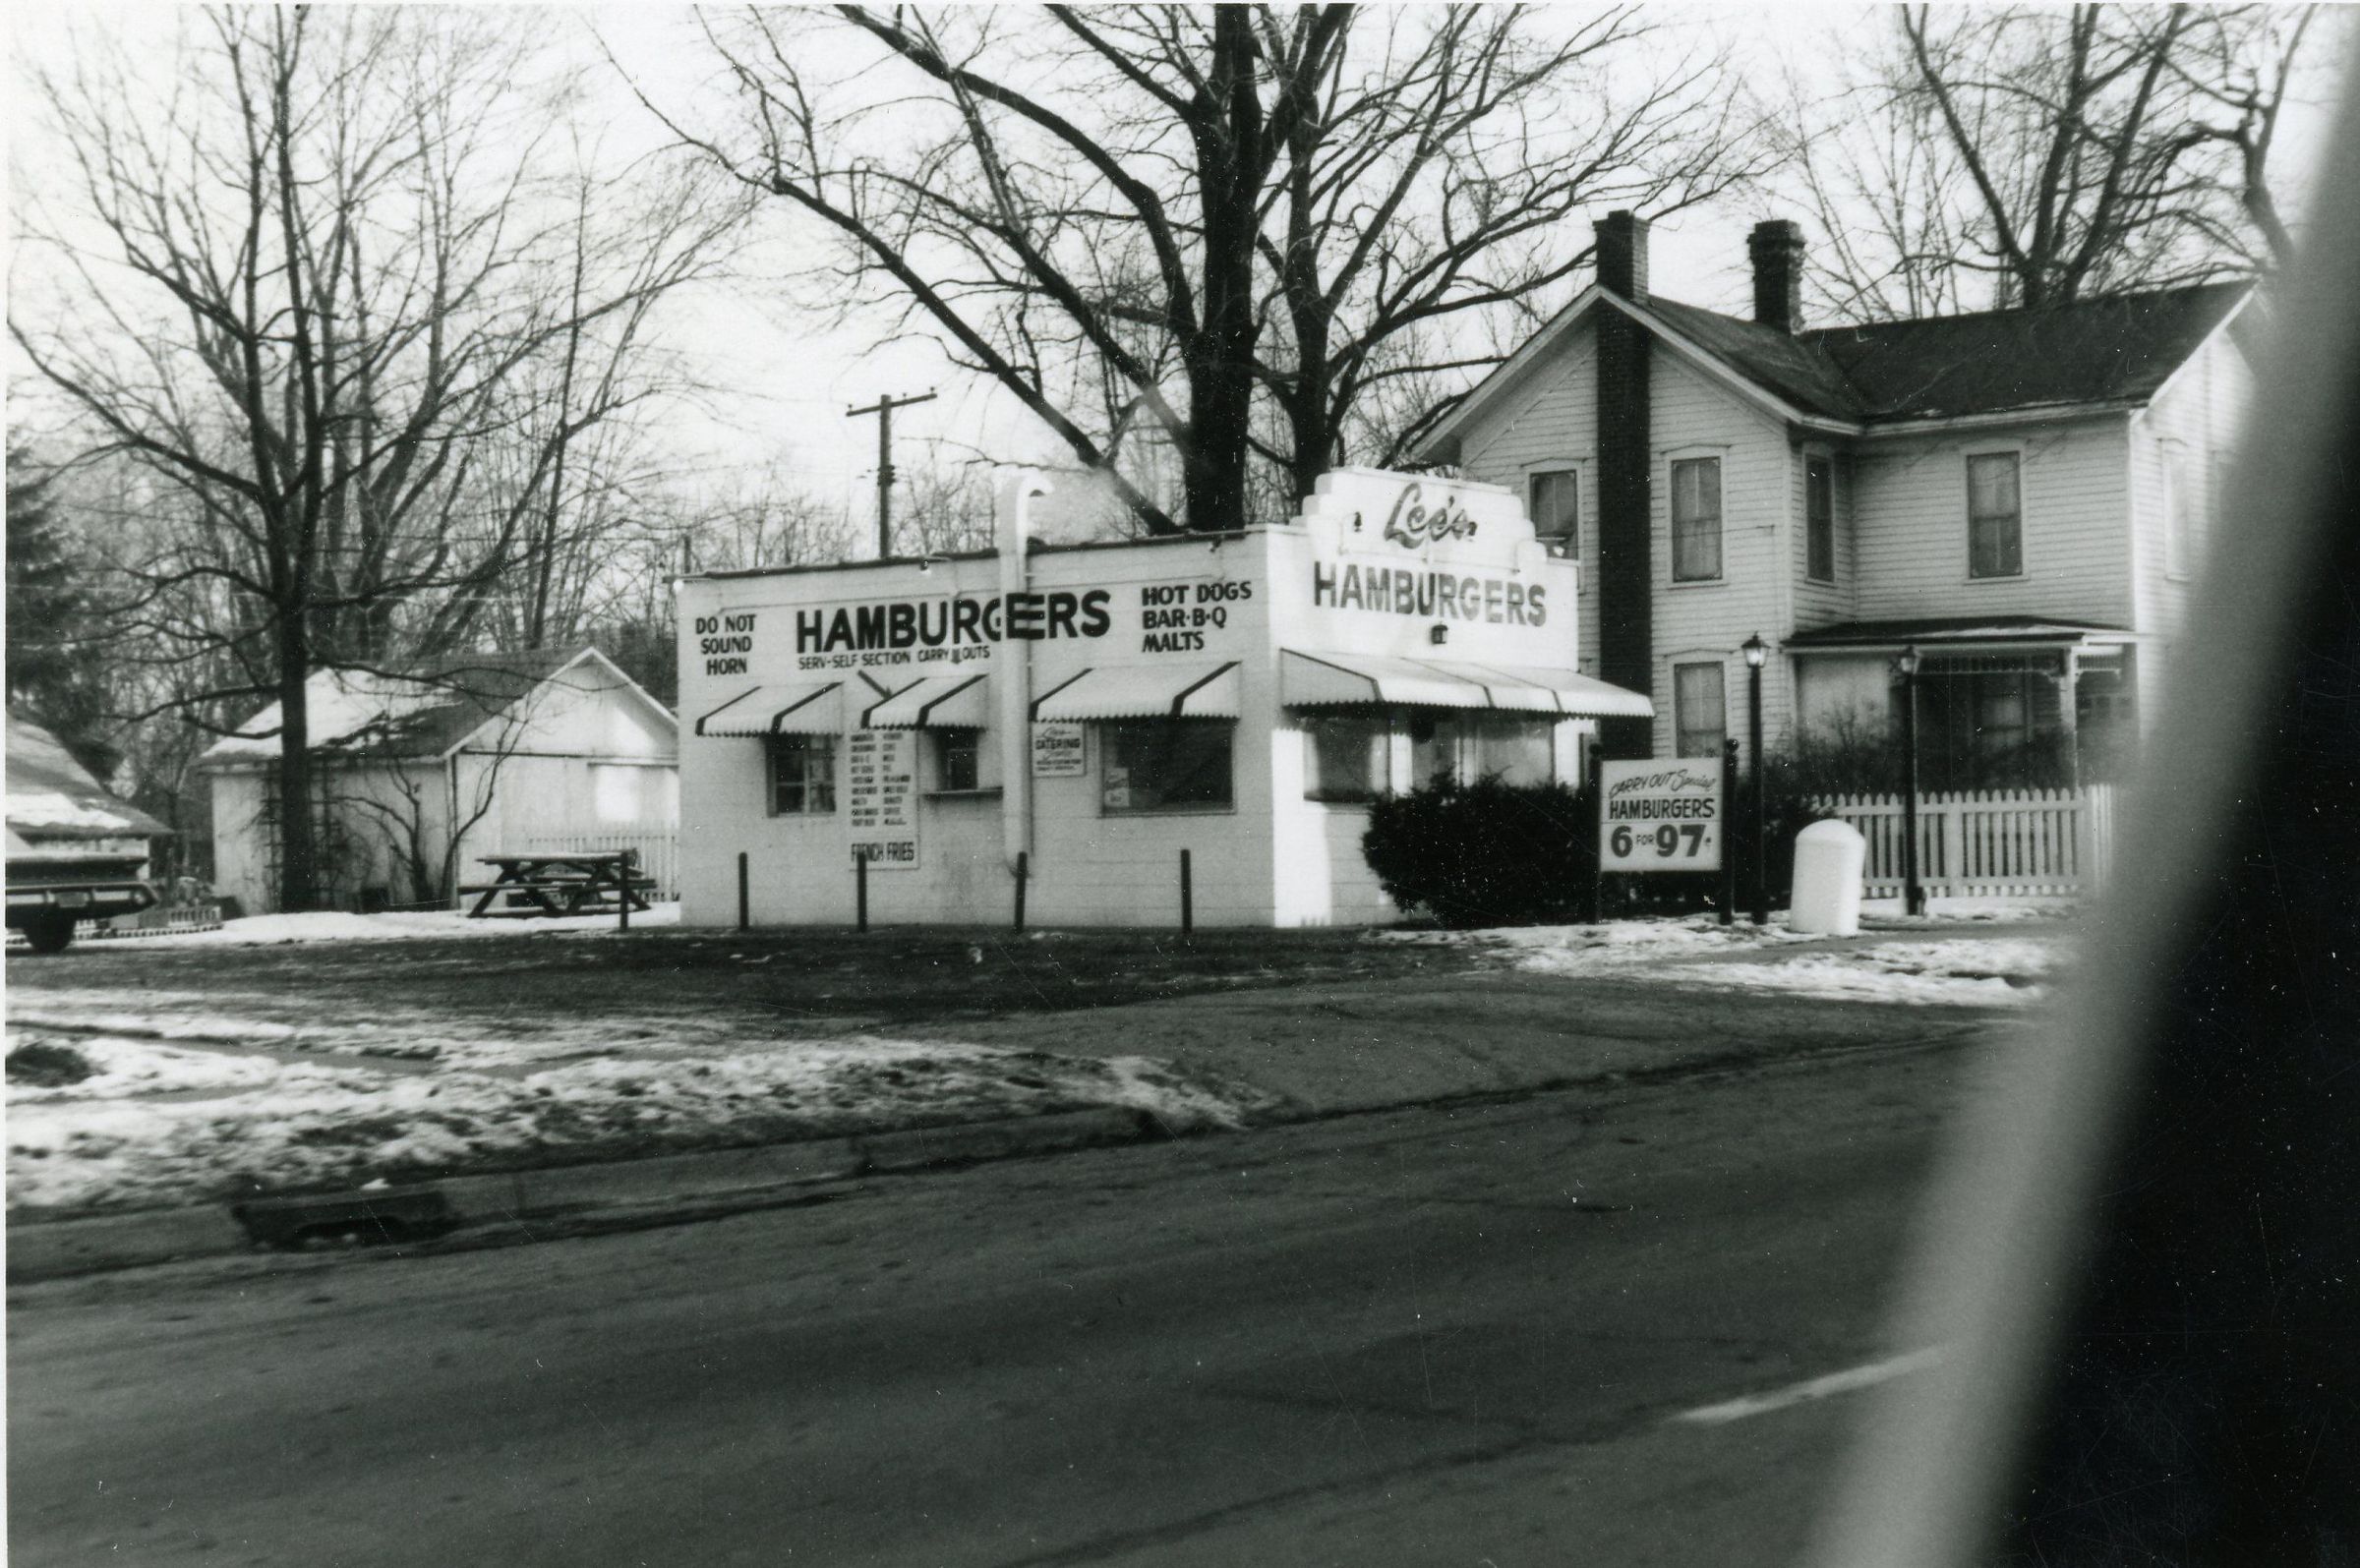 DO NOT
SOUND
HORN
HAMBURGERS
SERV-SELF SECTION CARRY OUTS
HOT DOGS
BAR-B-Q
MALTS
CATERING
FRENCH FRIES
Lee's
HAMBURGERS
CARRY OUT Special
HAMBURGERS
6 FOR 97¢